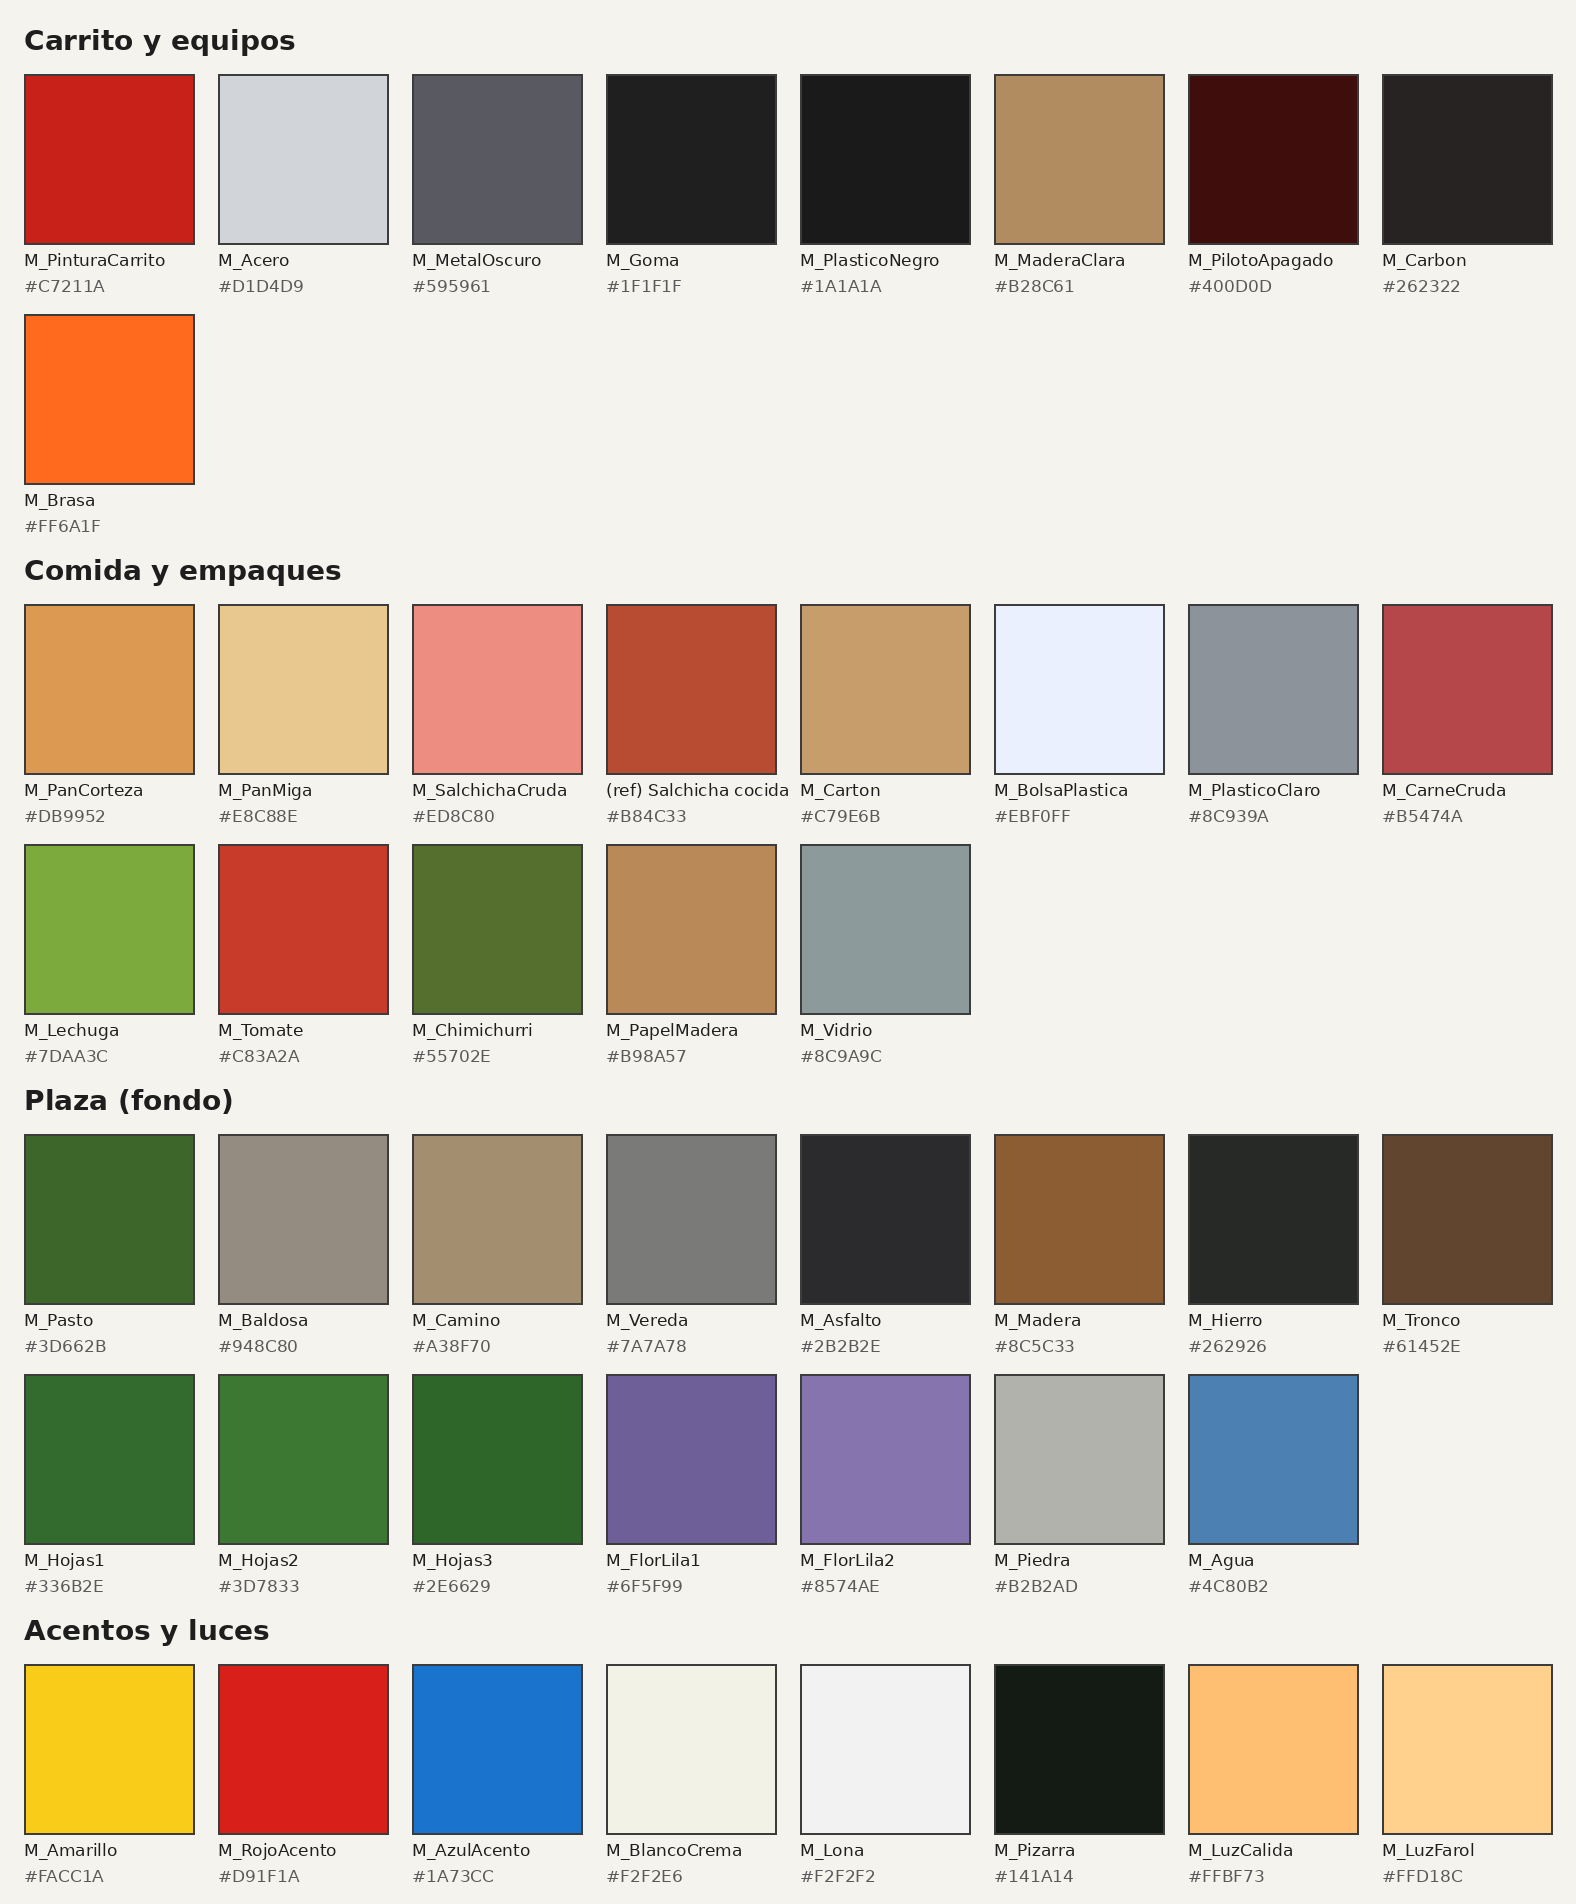 Carrito y equipos
M_PinturaCarrito M_Acero M_MetalOscuro M_Goma M_PlasticoNegro M_MaderaClara M_PilotoApagado M_Carbon
#C7211A #D1D4D9 #595961 #1F1F1F #1A1A1A #B28C61 #400D0D #262322
M_Brasa
#FF6A1F
Comida y empaques
M_PanCorteza M_PanMiga M_SalchichaCruda (ref) Salchicha cocida M_Carton M_BolsaPlastica M_PlasticoClaro M_CarneCruda
#DB9952 #E8C88E #ED8C80 #B84C33 #C79E6B #EBF0FF #8C939A #B5474A
M_Lechuga M_Tomate M_Chimichurri M_PapelMadera M_Vidrio
#7DAA3C #C83A2A #55702E #B98A57 #8C9A9C
Plaza (fondo)
M_Pasto M_Baldosa M_Camino M_Vereda M_Asfalto M_Madera M_Hierro M_Tronco
#3D662B #948C80 #A38F70 #7A7A78 #2B2B2E #8C5C33 #262926 #61452E
M_Hojas1 M_Hojas2 M_Hojas3 M_FlorLila1 M_FlorLila2 M_Piedra M_Agua
#336B2E #3D7833 #2E6629 #6F5F99 #8574AE #B2B2AD #4C80B2
Acentos y luces
M_Amarillo M_RojoAcento M_AzulAcento M_BlancoCrema M_Lona M_Pizarra M_LuzCalida M_LuzFarol
#FACC1A #D91F1A #1A73CC #F2F2E6 #F2F2F2 #141A14 #FFBF73 #FFD18C